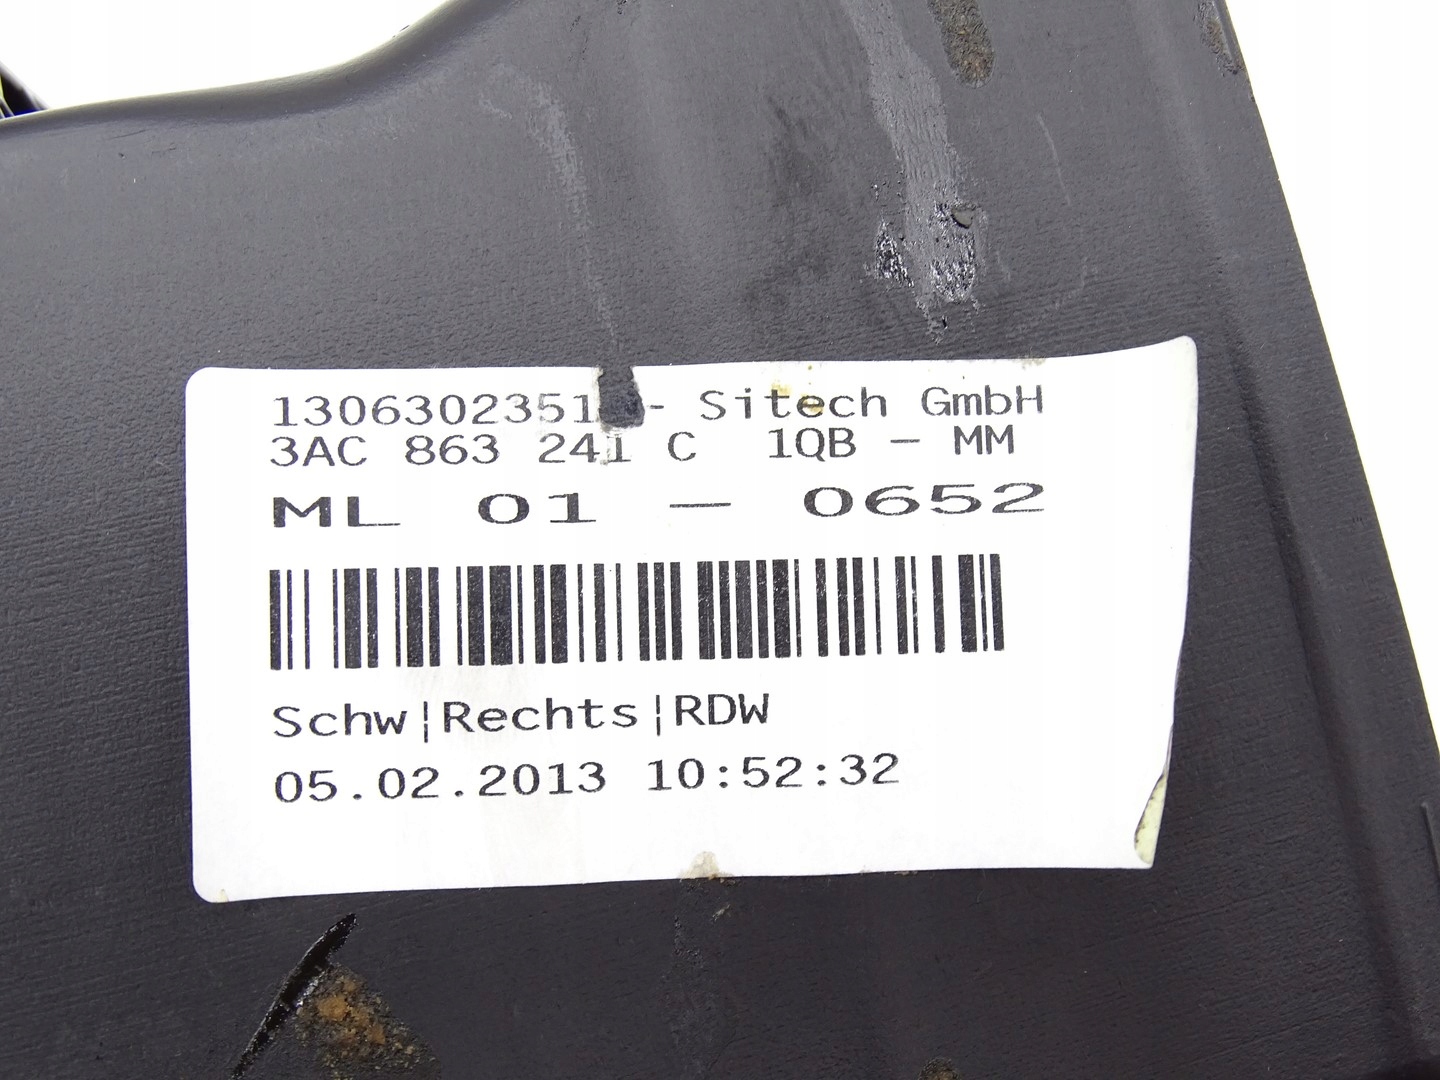 - Sitech GmbH
3AC 863 241 C 1QB - MM
ML 01 - 0652
Schw|Rechts|RDW
05.02.2013 10:52:32